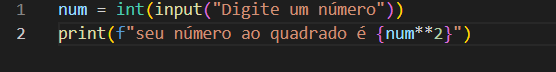 1 num = int(input("Digite um número"))
2 print(f"seu número ao quadrado é {num**2}")